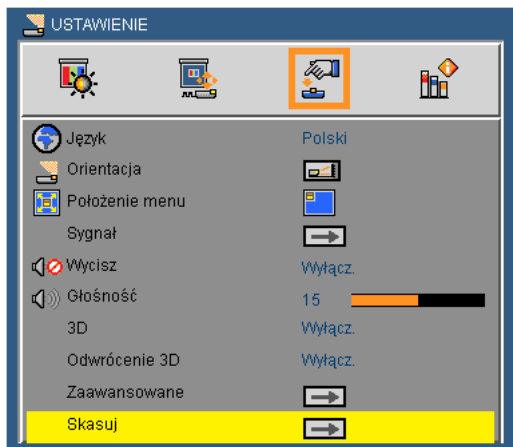 USTAWIENIE
Język Polski
Orientacja
Położenie menu
Sygnał
Wycisz Wyłącz.
Głośność 15
3D Wyłącz.
Odwrócenie 3D Wyłącz.
Zaawansowane
Skasuj